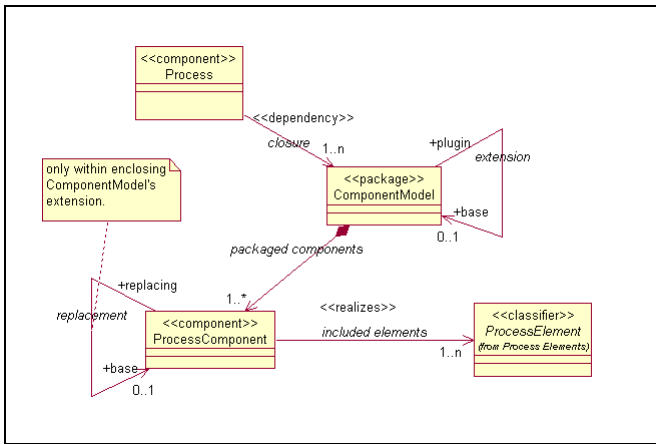 <<component>>
Process
<<dependency>>
closure
1..n
+plugin
extension
<<package>>
ComponentModel
+base
0..1
only within enclosing
ComponentModel's
extension.
packaged components
1..*
+replacing
replacement
<<component>>
ProcessComponent
+base
0..1
<<realizes>>
included elements
1..n
<<classifier>>
ProcessElement
(from Process Elements)